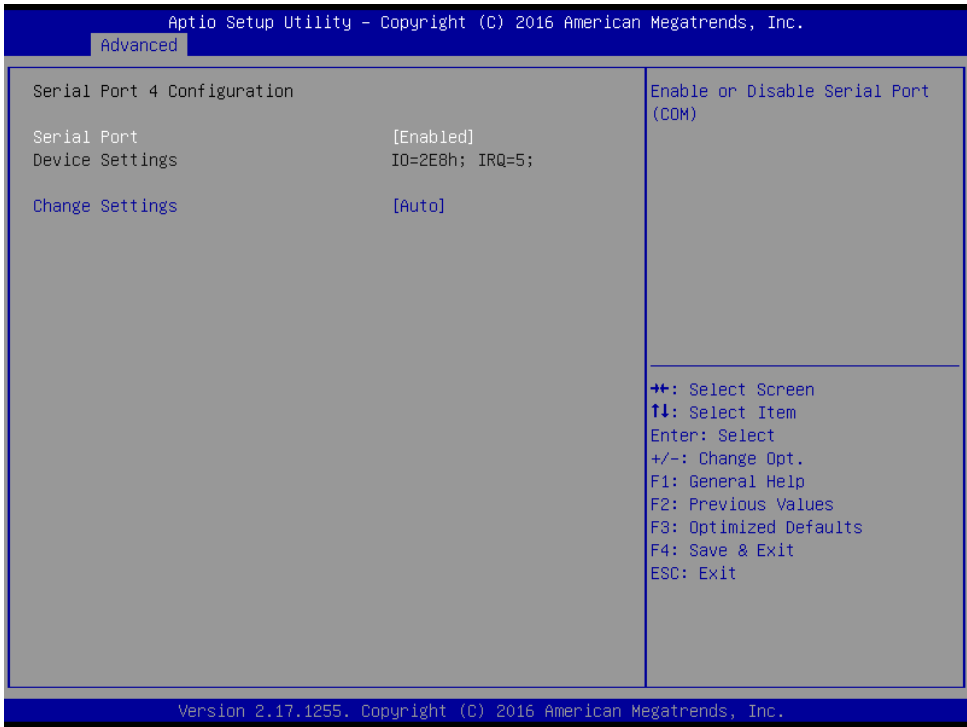 Aptio Setup Utility – Copyright (C) 2016 American Megatrends, Inc.
Advanced
Serial Port 4 Configuration
Serial Port [Enabled]
Device Settings IO=2E8h; IRQ=5;
Change Settings [Auto]
Enable or Disable Serial Port
(COM)
→←: Select Screen
↑↓: Select Item
Enter: Select
+/-: Change Opt.
F1: General Help
F2: Previous Values
F3: Optimized Defaults
F4: Save & Exit
ESC: Exit
Version 2.17.1255. Copyright (C) 2016 American Megatrends, Inc.